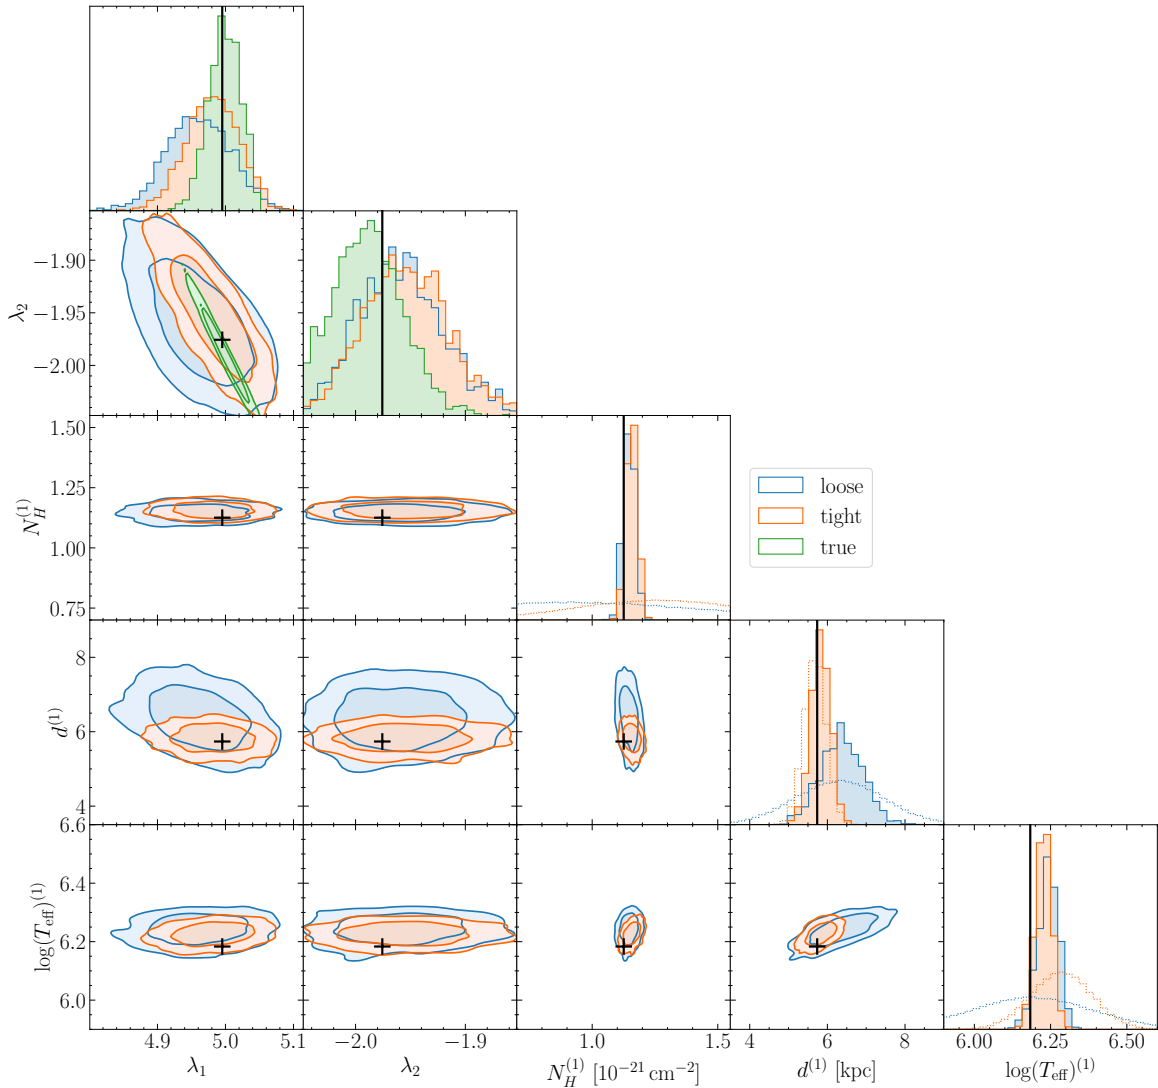 −1.90
−1.95
−2.00
λ₂
1.50
1.25
1.00
0.75
N_H^(1)
loose
tight
true
8
6
4
d^(1)
6.6
6.4
6.2
6.0
log(T_eff)^(1)
4.9 5.0 5.1
λ₁
−2.0 −1.9
λ₂
1.0 1.5
N_H^(1) [10^−21 cm^−2]
4 6 8
d^(1) [kpc]
6.00 6.25 6.50
log(T_eff)^(1)